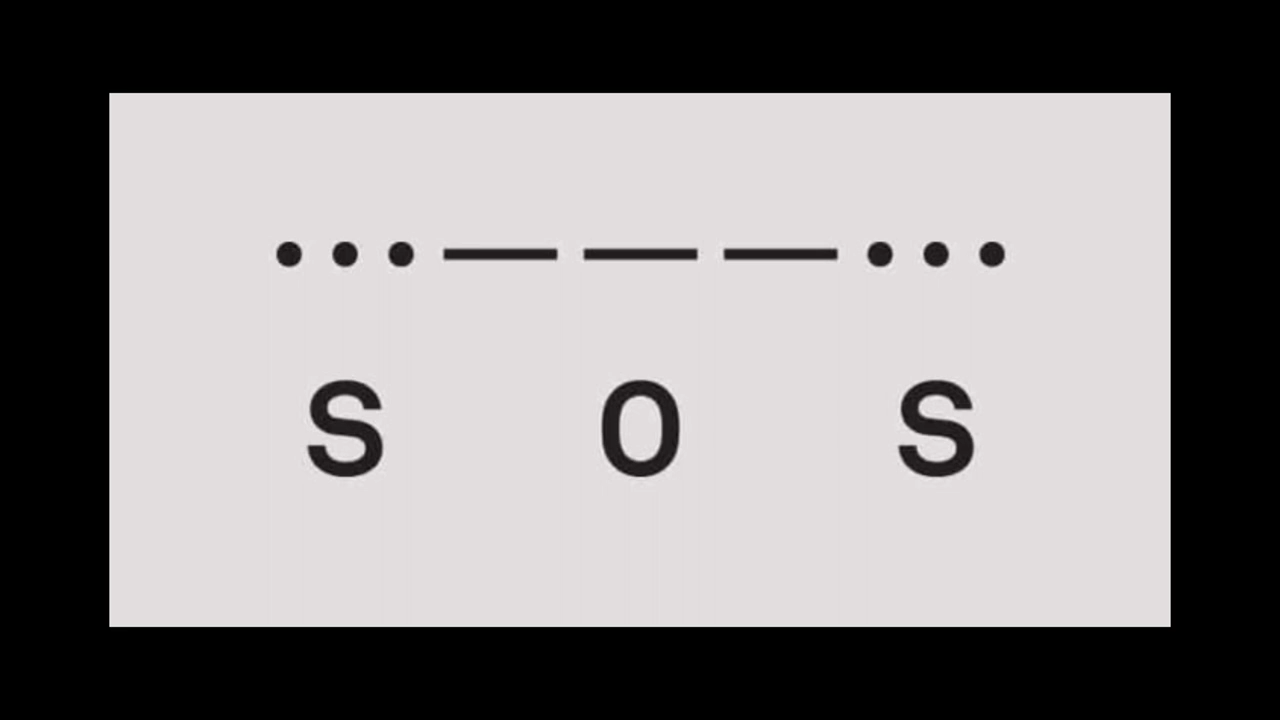 ••• — — — •••
S O S